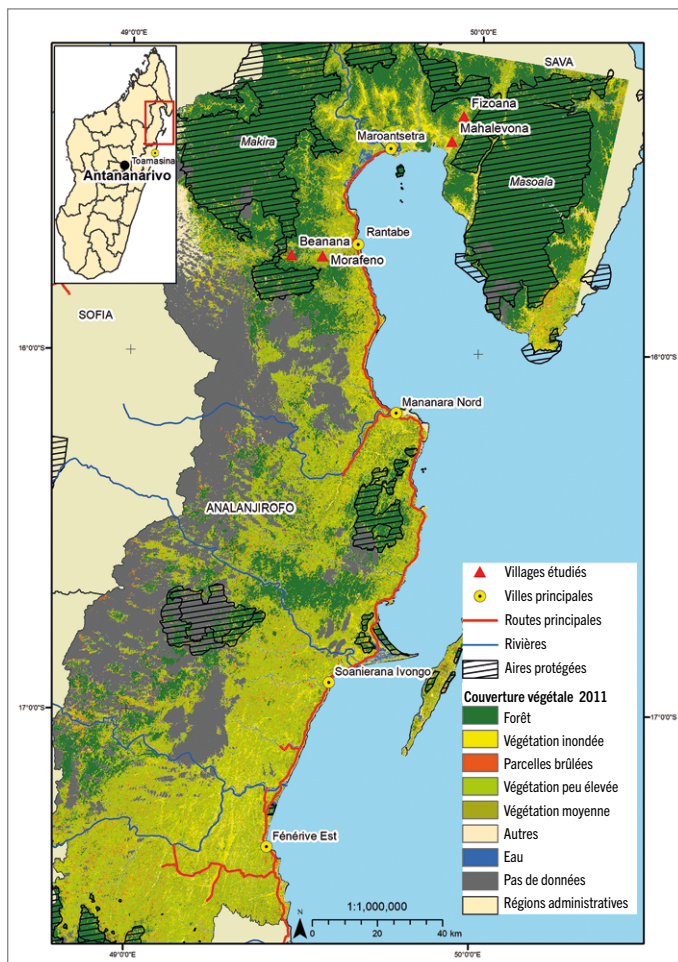 49°0'0"E
50°0'0"E
SAVA
Fizoana
Mahalevona
Maroantsetra
Makira
Masoala
Toamasina
Antananarivo
Beanana
Rantabe
Morafeno
SOFIA
16°0'0"S
16°0'0"S
Mananara Nord
ANALANJIROFO
Villages étudiés
Villes principales
Routes principales
Rivières
Aires protégées
Couverture végétale 2011
Forêt
Végétation inondée
Parcelles brûlées
Végétation peu élevée
Végétation moyenne
Autres
Eau
Pas de données
Régions administratives
Soanierana Ivongo
17°0'0"S
17°0'0"S
Fénérive Est
1:1,000,000
N
0 20 40 km
49°0'0"E
50°0'0"E